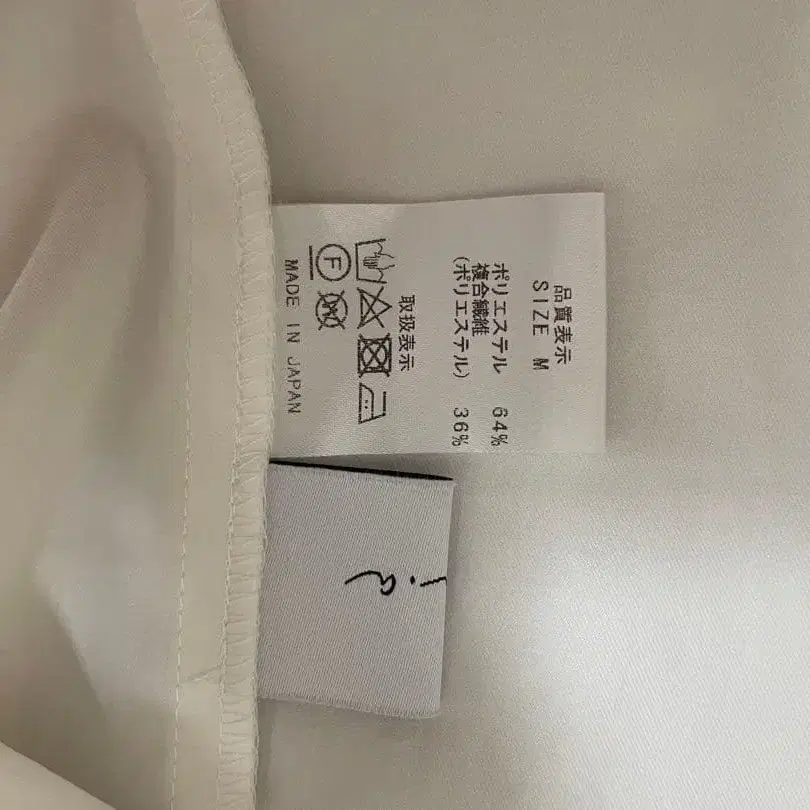 品質表示
SIZE M
ポリエステル 64%
複合繊維
(ポリエステル) 36%
取扱表示
F
W
MADE IN JAPAN